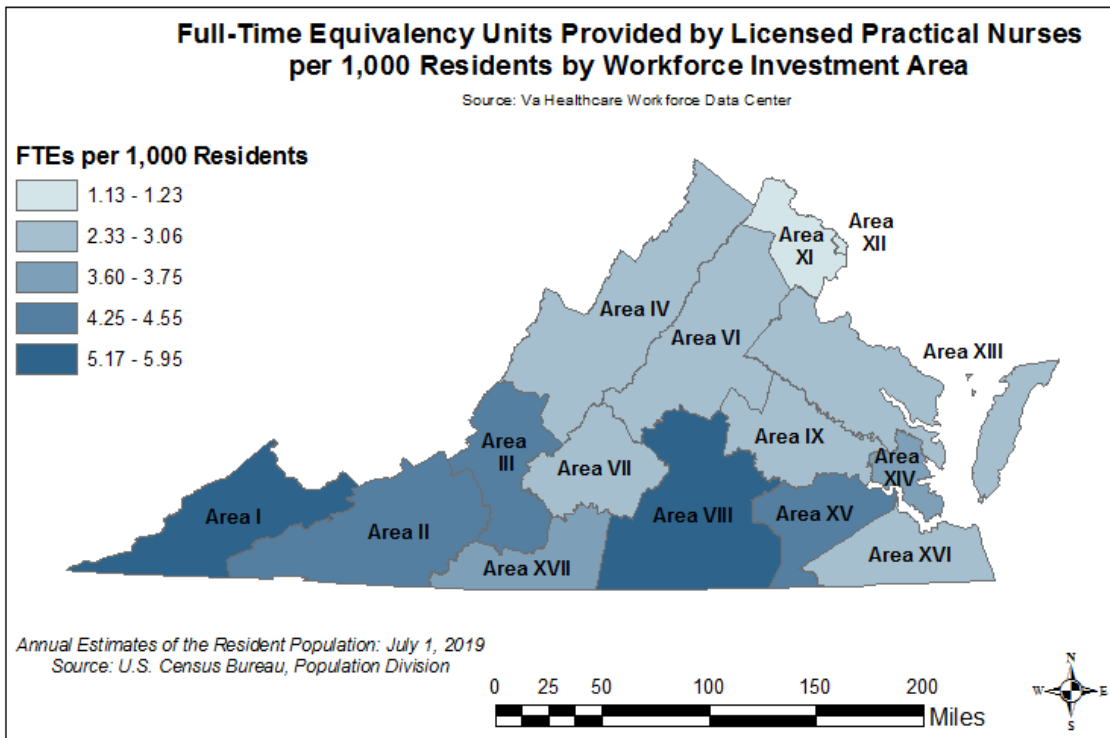 Full-Time Equivalency Units Provided by Licensed Practical Nurses
per 1,000 Residents by Workforce Investment Area
Source: Va Healthcare Workforce Data Center
FTEs per 1,000 Residents
1.13 - 1.23
2.33 - 3.06
3.60 - 3.75
4.25 - 4.55
5.17 - 5.95
Area
XI
Area
XII
Area IV
Area VI
Area XIII
Area
III
Area VII
Area IX
Area
XIV
Area I
Area II
Area VIII
Area XV
Area XVII
Area XVI
Annual Estimates of the Resident Population: July 1, 2019
Source: U.S. Census Bureau, Population Division
0 25 50 100 150 200
Miles
N
W E
S